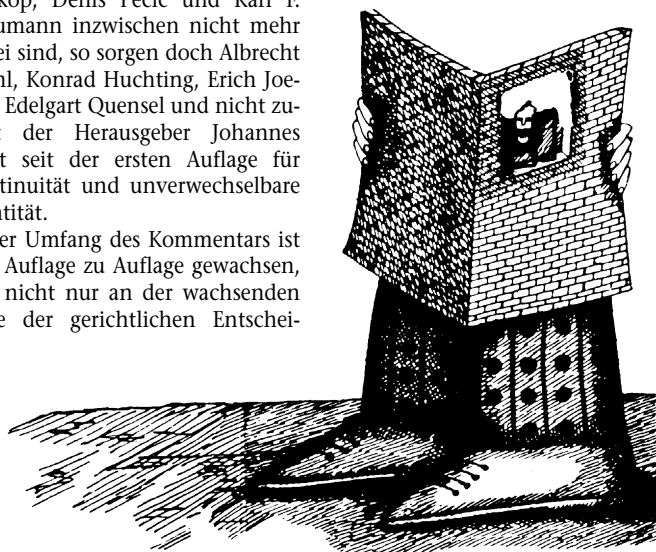 kop, Denis Pecic und Karl F.
umann inzwischen nicht mehr
ei sind, so sorgen doch Albrecht
hl, Konrad Huchting, Erich Joe-
Edelgart Quensel und nicht zu-
t der Herausgeber Johannes
t seit der ersten Auflage für
tinuität und unverwechselbare
ntität.
er Umfang des Kommentars ist
Auflage zu Auflage gewachsen,
nicht nur an der wachsenden
e der gerichtlichen Entschei-